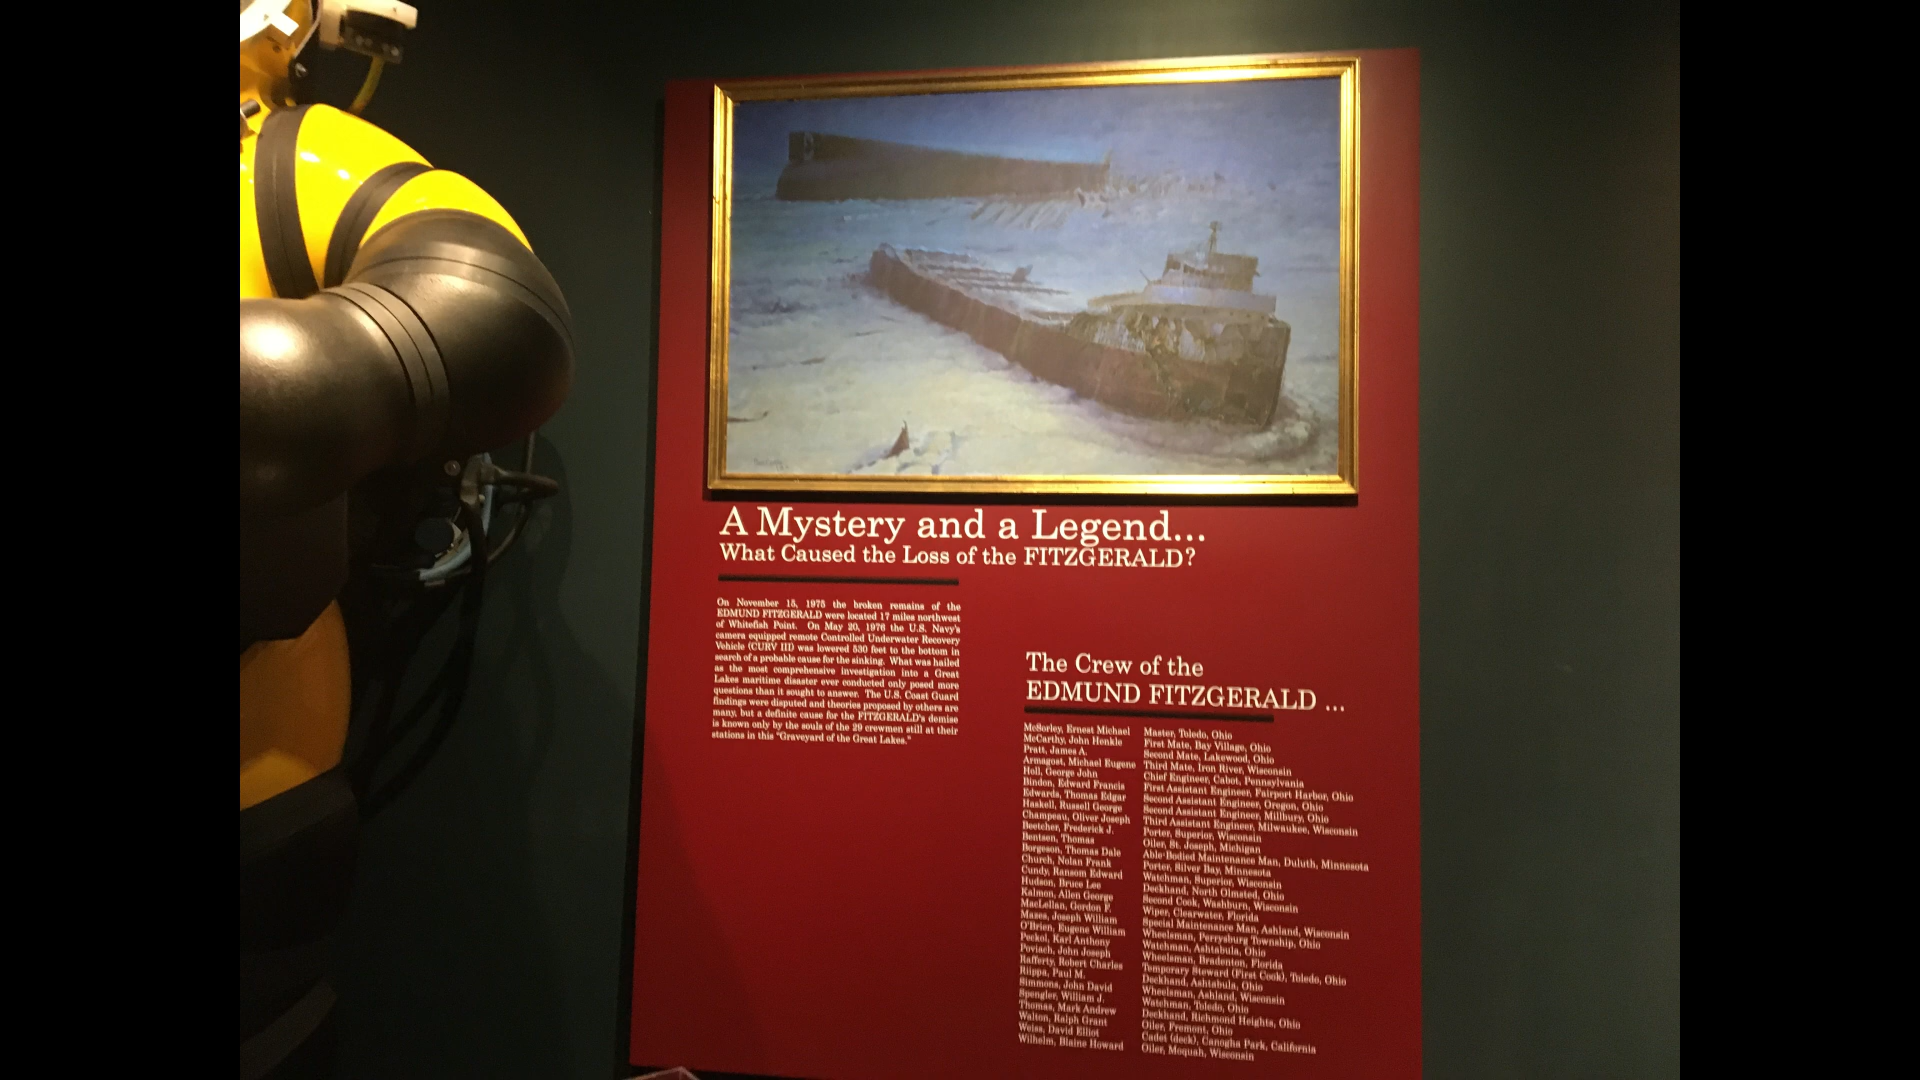 A Mystery and a Legend...
What Caused the Loss of the FITZGERALD?
On November 15, 1975 the broken remains of the
EDMUND FITZGERALD were located 17 miles northwest
of Whitefish Point. On May 20, 1976 the U.S. Navy's
camera equipped remote Controlled Underwater Recovery
Vehicle (CURV III) was lowered 530 feet to the bottom in
search of a probable cause for the sinking. What was hailed
as the most comprehensive investigation into a Great
Lakes maritime disaster ever conducted only posed more
questions than it sought to answer. The U.S. Coast Guard
findings were disputed and theories proposed by others are
many, but a definite cause for the FITZGERALD's demise
is known only by the souls of the 29 crewmen still at their
stations in this "Graveyard of the Great Lakes."
The Crew of the
EDMUND FITZGERALD ...
McSorley, Ernest Michael Master, Toledo, Ohio
McCarthy, John Henkle First Mate, Bay Village, Ohio
Pratt, James A. Second Mate, Lakewood, Ohio
Armagost, Michael Eugene Third Mate, Iron River, Wisconsin
Holl, George John Chief Engineer, Cabot, Pennsylvania
Bindon, Edward Francis First Assistant Engineer, Fairport Harbor, Ohio
Edwards, Thomas Edgar Second Assistant Engineer, Oregon, Ohio
Haskell, Russell George Second Assistant Engineer, Millbury, Ohio
Champeau, Oliver Joseph Third Assistant Engineer, Milwaukee, Wisconsin
Beetcher, Frederick J. Porter, Superior, Wisconsin
Bentsen, Thomas Oiler, St. Joseph, Michigan
Borgeson, Thomas Dale Able-Bodied Maintenance Man, Duluth, Minnesota
Church, Nolan Frank Porter, Silver Bay, Minnesota
Cundy, Ransom Edward Watchman, Superior, Wisconsin
Hudson, Bruce Lee Deckhand, North Olmsted, Ohio
Kalmon, Allen George Second Cook, Washburn, Wisconsin
MacLellan, Gordon F. Wiper, Clearwater, Florida
Mazes, Joseph William Special Maintenance Man, Ashland, Wisconsin
O'Brien, Eugene William Wheelsman, Perrysburg Township, Ohio
Peckol, Karl Anthony Watchman, Ashtabula, Ohio
Poviach, John Joseph Wheelsman, Bradenton, Florida
Rafferty, Robert Charles Temporary Steward (First Cook), Toledo, Ohio
Riippa, Paul M. Deckhand, Ashtabula, Ohio
Simmons, John David Wheelsman, Ashland, Wisconsin
Spengler, William J. Watchman, Toledo, Ohio
Thomas, Mark Andrew Deckhand, Richmond Heights, Ohio
Walton, Ralph Grant Oiler, Fremont, Ohio
Weiss, David Elliot Cadet (deck), Canogha Park, California
Wilhelm, Blaine Howard Oiler, Moquah, Wisconsin